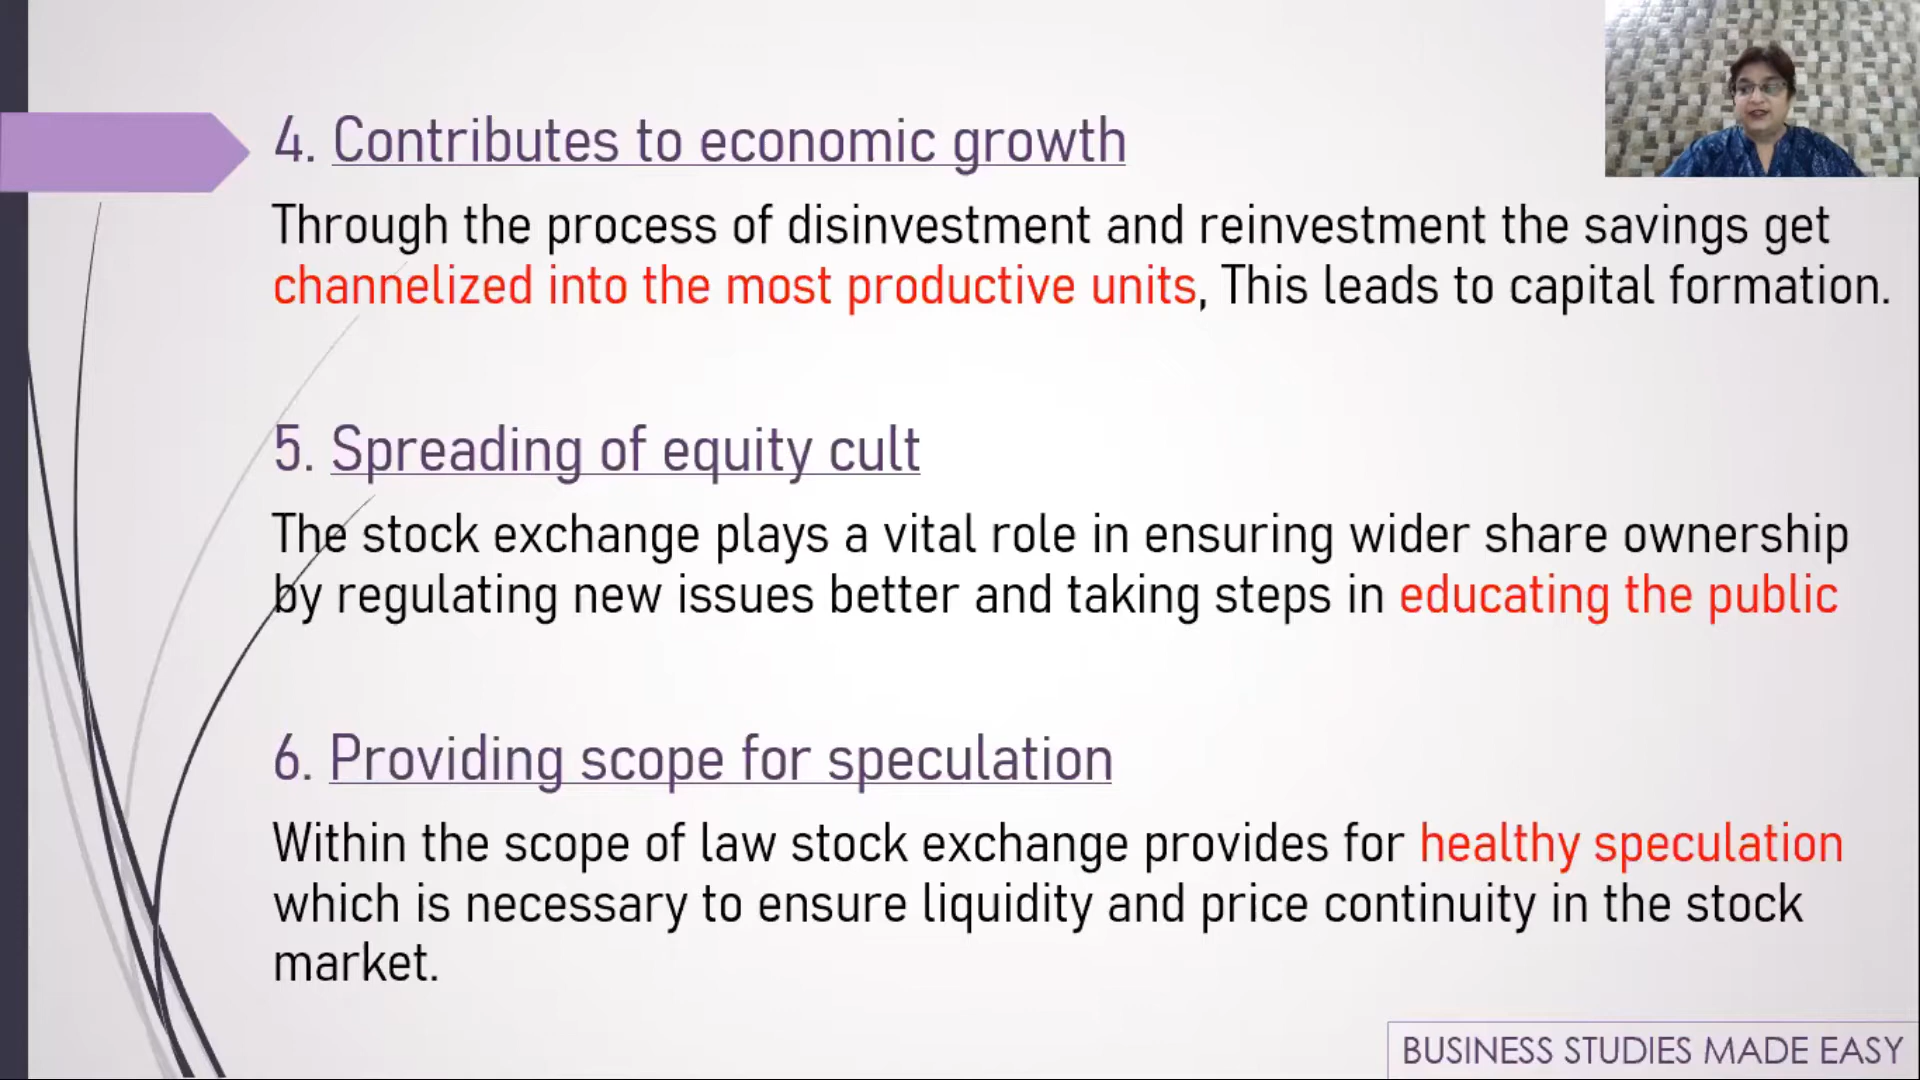 4. Contributes to economic growth
Through the process of disinvestment and reinvestment the savings get
channelized into the most productive units, This leads to capital formation.
5. Spreading of equity cult
The stock exchange plays a vital role in ensuring wider share ownership
by regulating new issues better and taking steps in educating the public
6. Providing scope for speculation
Within the scope of law stock exchange provides for healthy speculation
which is necessary to ensure liquidity and price continuity in the stock
market.
BUSINESS STUDIES MADE EASY